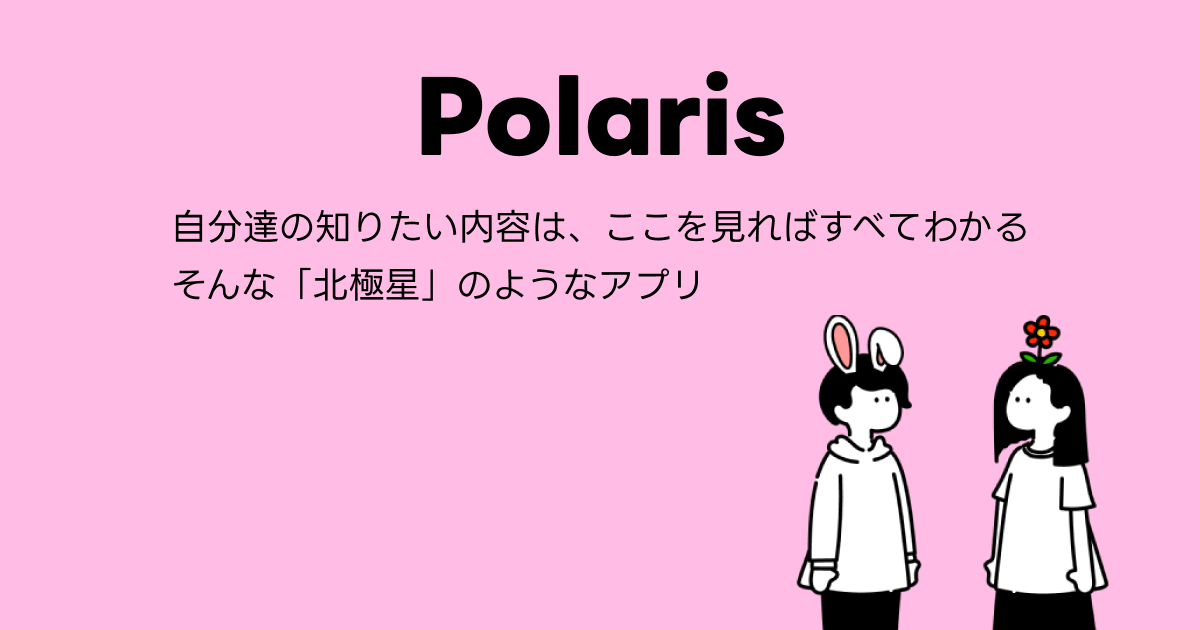 Polaris
自分達の知りたい内容は、ここを見ればすべてわかる
そんな「北極星」のようなアプリ